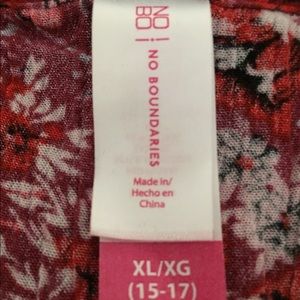 NO
BO
NO BOUNDARIES
Made in/
Hecho en
China
XL/XG
(15-17)